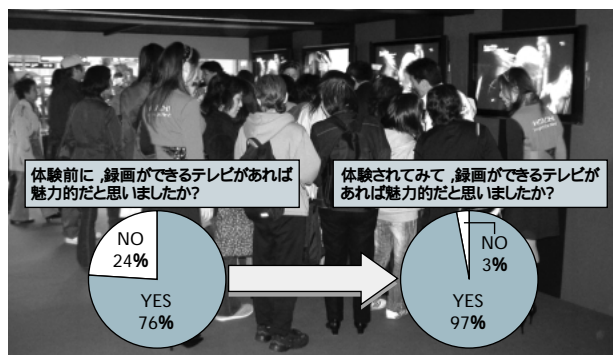 体験前に,録画ができるテレビがあれば
魅力的だと思いましたか?
体験されてみて,録画ができるテレビが
あれば魅力的だと思いましたか?
NO
24%
YES
76%
NO
3%
YES
97%